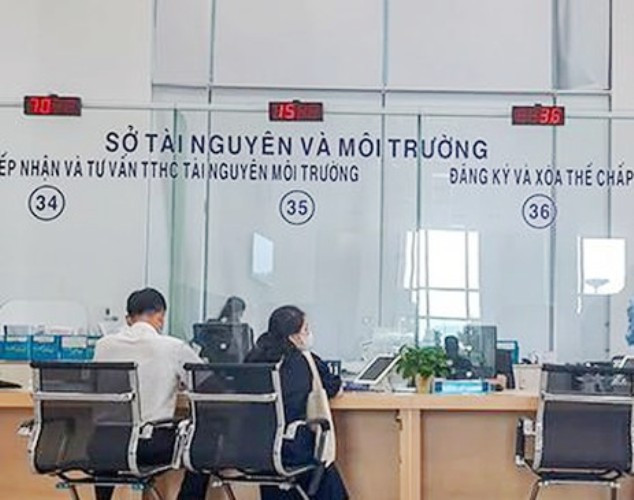 70
15
36
SỞ TÀI NGUYÊN VÀ MÔI TRƯỜNG
ẾP NHẬN VÀ TƯ VẤN TTHC TÀI NGUYÊN MÔI TRƯỜNG
ĐĂNG KÝ VÀ XÓA THẾ CHẤP
34
35
36